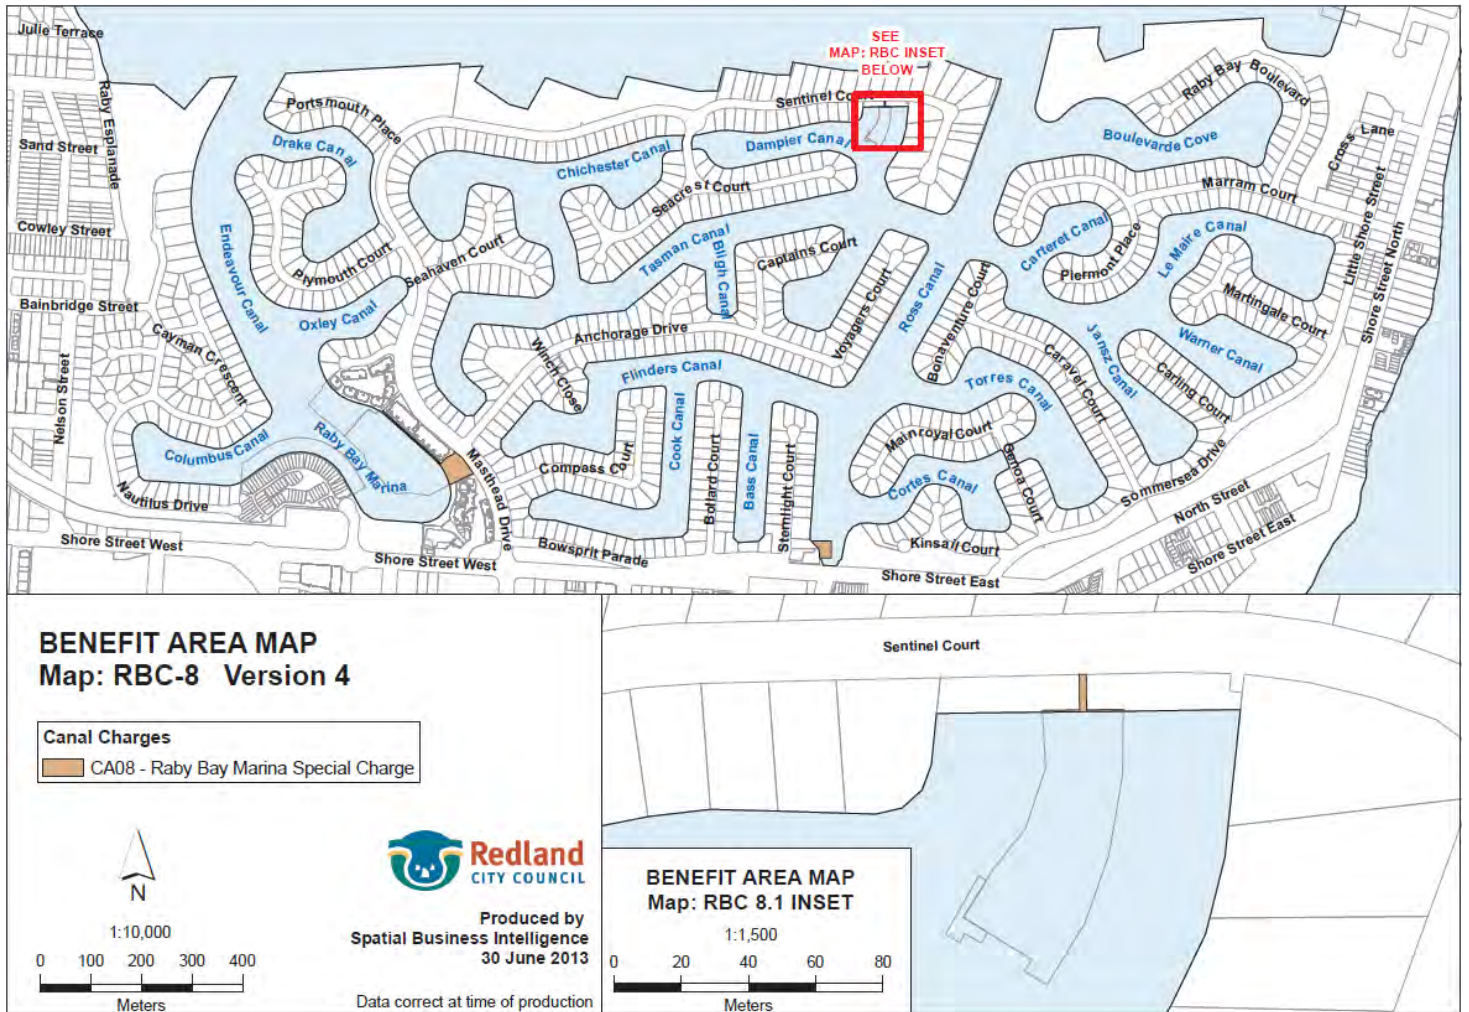 Julie Terrace
Raby Esplanade
Sand Street
Cowley Street
Bainbridge Street
Nelson Street
Cayman Crescent
Endeavour Canal
Drake Canal
Portsmouth Place
Plymouth Court
Oxley Canal
Seahaven Court
Chichester Canal
Seacrest Court
Dampier Canal
Sentinel Court
SEE
MAP: RBC INSET
BELOW
Tasman Canal
Bligh Canal
Captains Court
Voyagers Court
Ross Canal
Anchorage Drive
Winch Close
Flinders Canal
Columbus Canal
Raby Bay Marina
Nautilus Drive
Masthead Drive
Compass Court
Cook Canal
Bollard Court
Bass Canal
Sternlight Court
Bowsprit Parade
Shore Street West
Shore Street West
Raby Bay Boulevard
Boulevarde Cove
Cross Lane
Marram Court
Carteret Canal
Piermont Place
Le Maire Canal
Martingale Court
Little Shore Street
Shore Street North
Warner Canal
Jansz Canal
Carling Court
Bonaventure Court
Caravel Court
Torres Canal
Mainroyal Court
Genoa Court
Cortes Canal
Kinsail Court
Sommersea Drive
North Street
Shore Street East
Shore Street East
BENEFIT AREA MAP
Map: RBC-8 Version 4
Canal Charges
CA08 - Raby Bay Marina Special Charge
N
1:10,000
0 100 200 300 400
Meters
Redland
CITY COUNCIL
Produced by
Spatial Business Intelligence
30 June 2013
Data correct at time of production
Sentinel Court
BENEFIT AREA MAP
Map: RBC 8.1 INSET
1:1,500
0 20 40 60 80
Meters